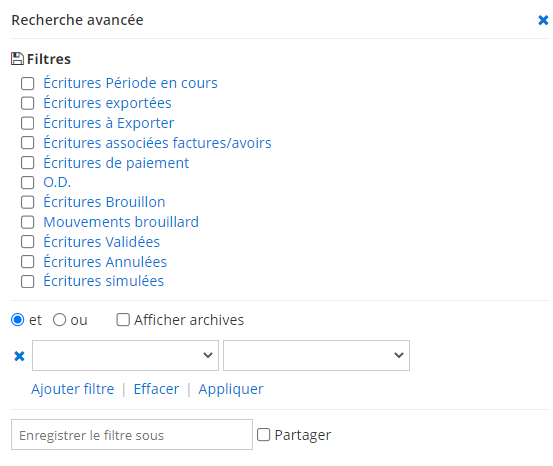 Recherche avancée
Filtres
Écritures Période en cours
Écritures exportées
Écritures à Exporter
Écritures associées factures/avoirs
Écritures de paiement
O.D.
Écritures Brouillon
Mouvements brouillard
Écritures Validées
Écritures Annulées
Écritures simulées
et ou Afficher archives
Ajouter filtre | Effacer | Appliquer
Enregistrer le filtre sous Partager